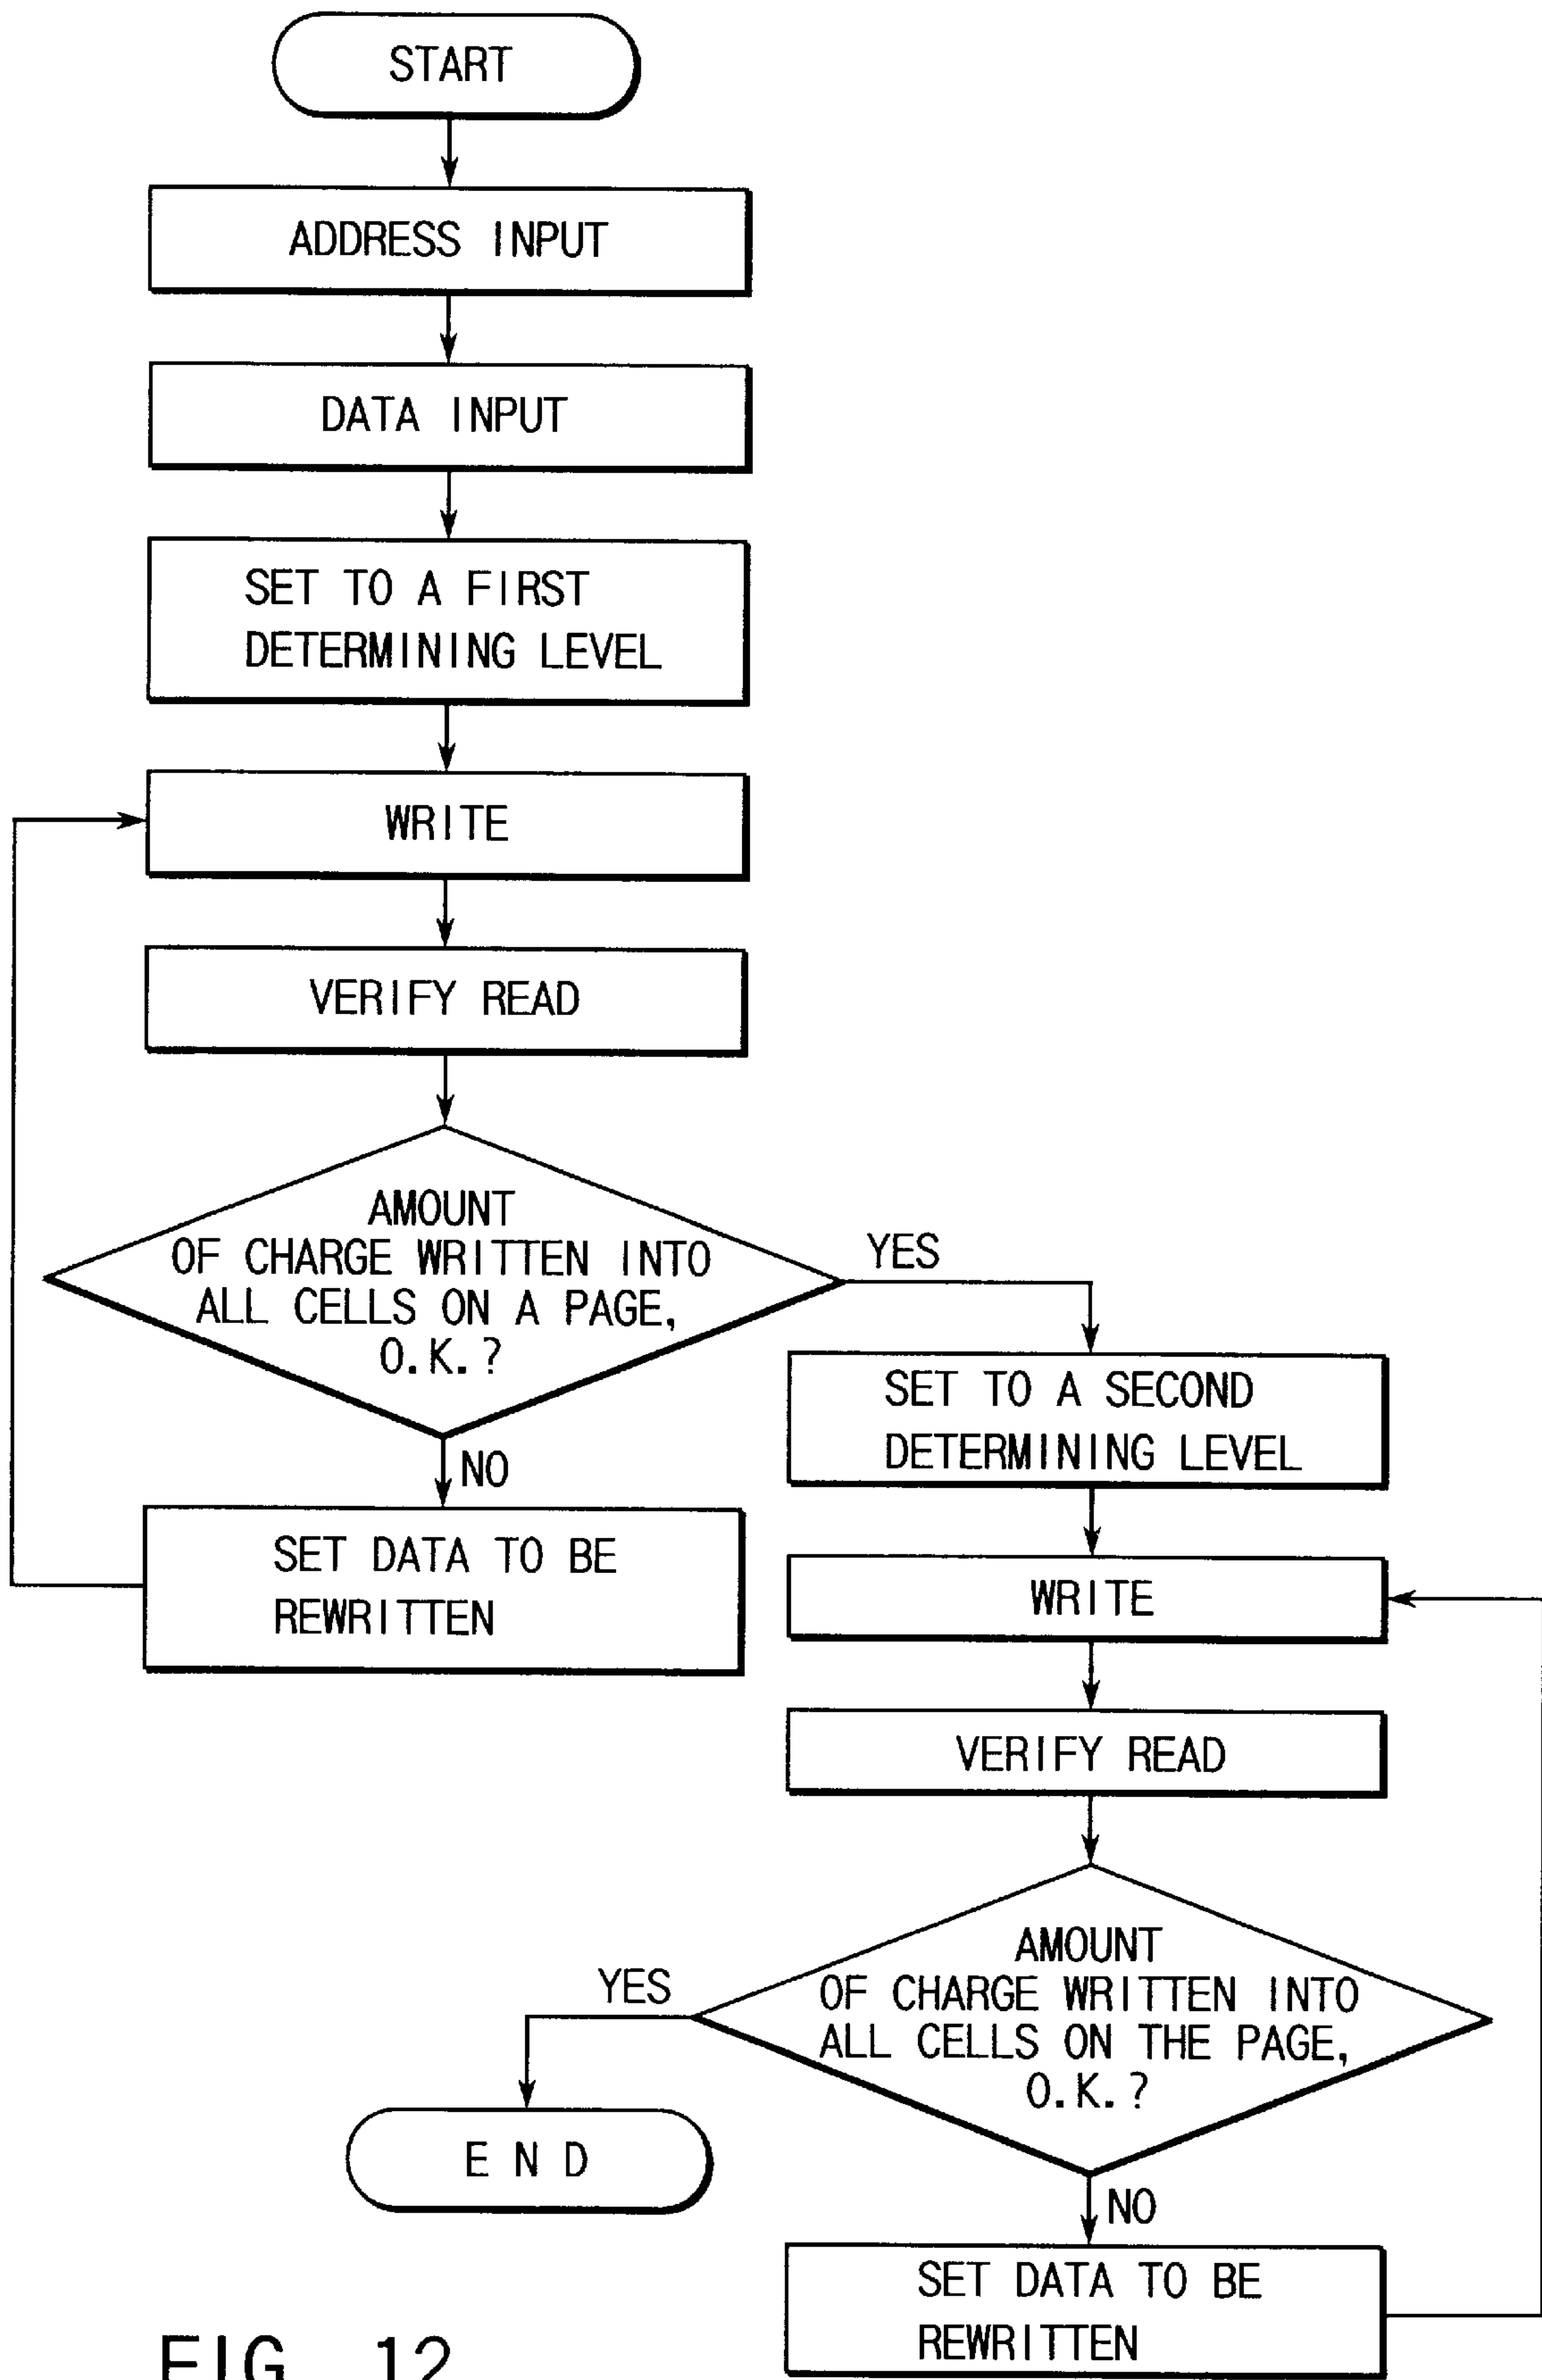 START
ADDRESS INPUT
DATA INPUT
SET TO A FIRST
DETERMINING LEVEL
WRITE
VERIFY READ
AMOUNT
OF CHARGE WRITTEN INTO
ALL CELLS ON A PAGE,
O.K.?
YES
NO
SET DATA TO BE
REWRITTEN
SET TO A SECOND
DETERMINING LEVEL
WRITE
VERIFY READ
AMOUNT
OF CHARGE WRITTEN INTO
ALL CELLS ON THE PAGE,
O.K.?
YES
END
NO
SET DATA TO BE
REWRITTEN
FIG. 12